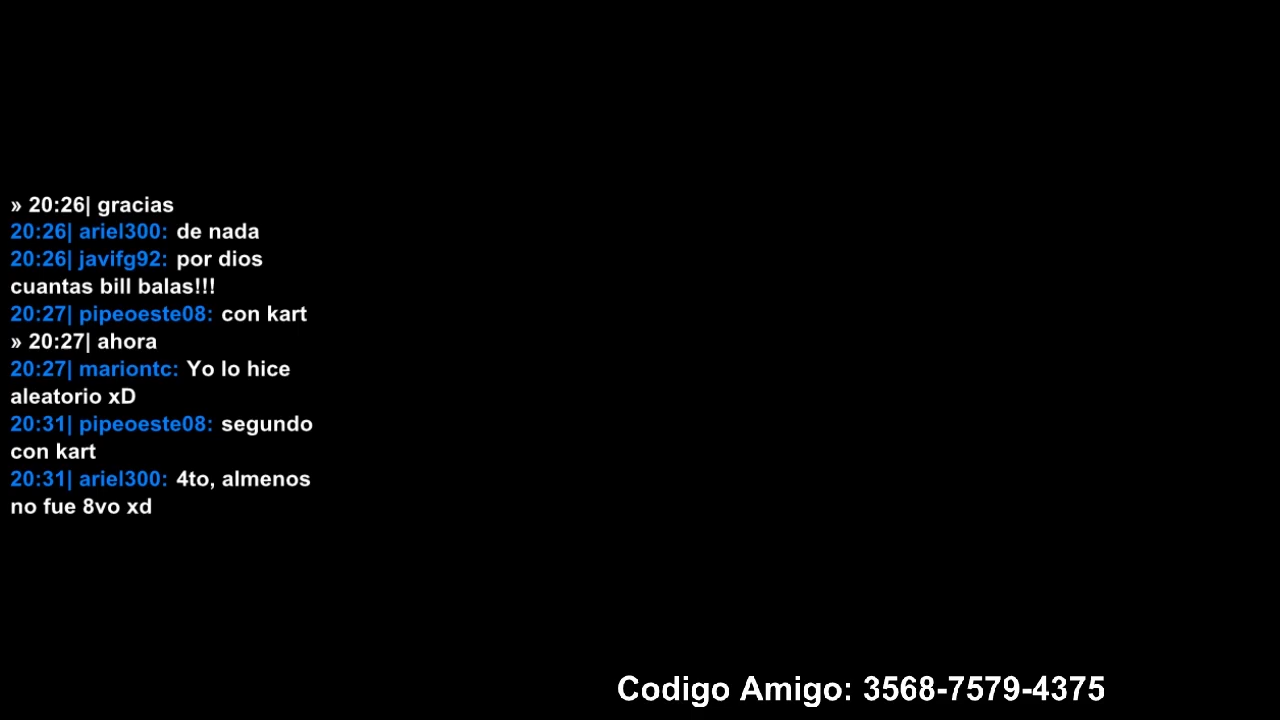 » 20:26| gracias
20:26| ariel300: de nada
20:26| javifg92: por dios
cuantas bill balas!!!
20:27| pipeoeste08: con kart
» 20:27| ahora
20:27| mariontc: Yo lo hice
aleatorio xD
20:31| pipeoeste08: segundo
con kart
20:31| ariel300: 4to, almenos
no fue 8vo xd
Codigo Amigo: 3568-7579-4375